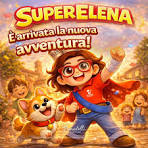 SUPERELENA
È arrivata la nuova
avventura!